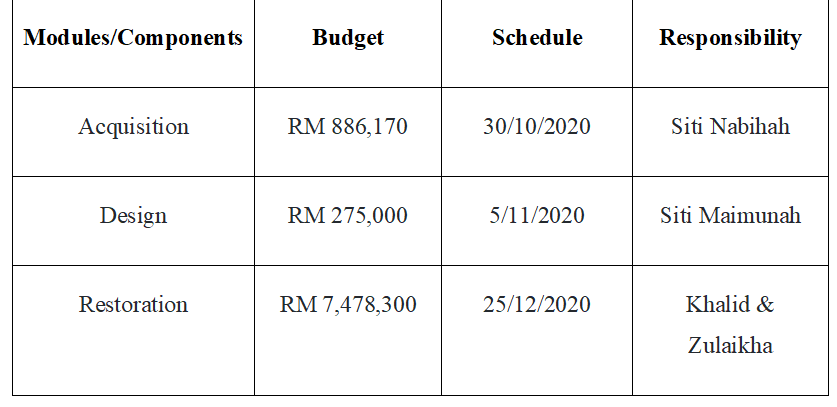 Modules/Components Budget Schedule Responsibility
Acquisition RM 886,170 30/10/2020 Siti Nabihah
Design RM 275,000 5/11/2020 Siti Maimunah
Restoration RM 7,478,300 25/12/2020 Khalid &
Zulaikha